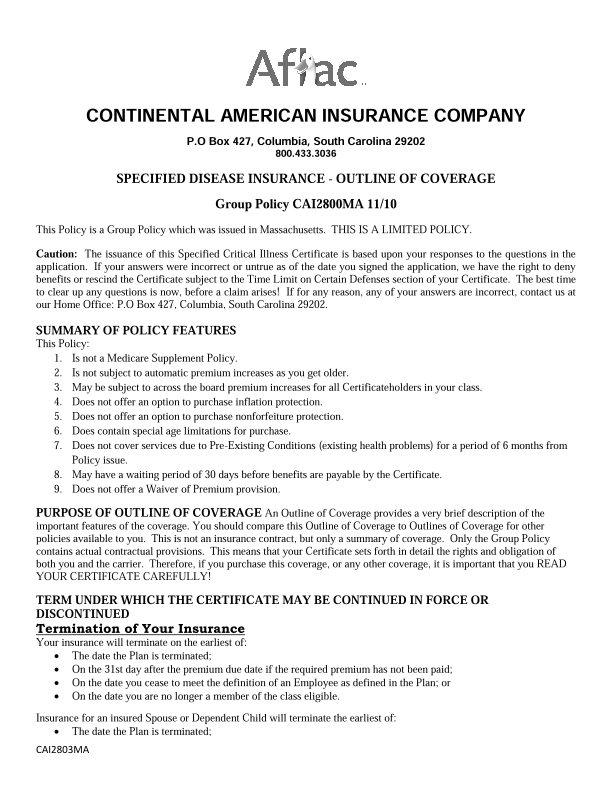 Aflac
CONTINENTAL AMERICAN INSURANCE COMPANY
P.O Box 427, Columbia, South Carolina 29202
800.433.3036
SPECIFIED DISEASE INSURANCE - OUTLINE OF COVERAGE
Group Policy CAI2800MA 11/10
This Policy is a Group Policy which was issued in Massachusetts.  THIS IS A LIMITED POLICY.
Caution:  The issuance of this Specified Critical Illness Certificate is based upon your responses to the questions in the
application.  If your answers were incorrect or untrue as of the date you signed the application, we have the right to deny
benefits or rescind the Certificate subject to the Time Limit on Certain Defenses section of your Certificate.  The best time
to clear up any questions is now, before a claim arises!  If for any reason, any of your answers are incorrect, contact us at
our Home Office: P.O Box 427, Columbia, South Carolina 29202.
SUMMARY OF POLICY FEATURES
This Policy:
1. Is not a Medicare Supplement Policy.
2. Is not subject to automatic premium increases as you get older.
3. May be subject to across the board premium increases for all Certificateholders in your class.
4. Does not offer an option to purchase inflation protection.
5. Does not offer an option to purchase nonforfeiture protection.
6. Does contain special age limitations for purchase.
7. Does not cover services due to Pre-Existing Conditions (existing health problems) for a period of 6 months from
Policy issue.
8. May have a waiting period of 30 days before benefits are payable by the Certificate.
9. Does not offer a Waiver of Premium provision.
PURPOSE OF OUTLINE OF COVERAGE An Outline of Coverage provides a very brief description of the
important features of the coverage. You should compare this Outline of Coverage to Outlines of Coverage for other
policies available to you.  This is not an insurance contract, but only a summary of coverage.  Only the Group Policy
contains actual contractual provisions.  This means that your Certificate sets forth in detail the rights and obligation of
both you and the carrier.  Therefore, if you purchase this coverage, or any other coverage, it is important that you READ
YOUR CERTIFICATE CAREFULLY!
TERM UNDER WHICH THE CERTIFICATE MAY BE CONTINUED IN FORCE OR
DISCONTINUED
Termination of Your Insurance
Your insurance will terminate on the earliest of:
• The date the Plan is terminated;
• On the 31st day after the premium due date if the required premium has not been paid;
• On the date you cease to meet the definition of an Employee as defined in the Plan; or
• On the date you are no longer a member of the class eligible.
Insurance for an insured Spouse or Dependent Child will terminate the earliest of:
• The date the Plan is terminated;
CAI2803MA